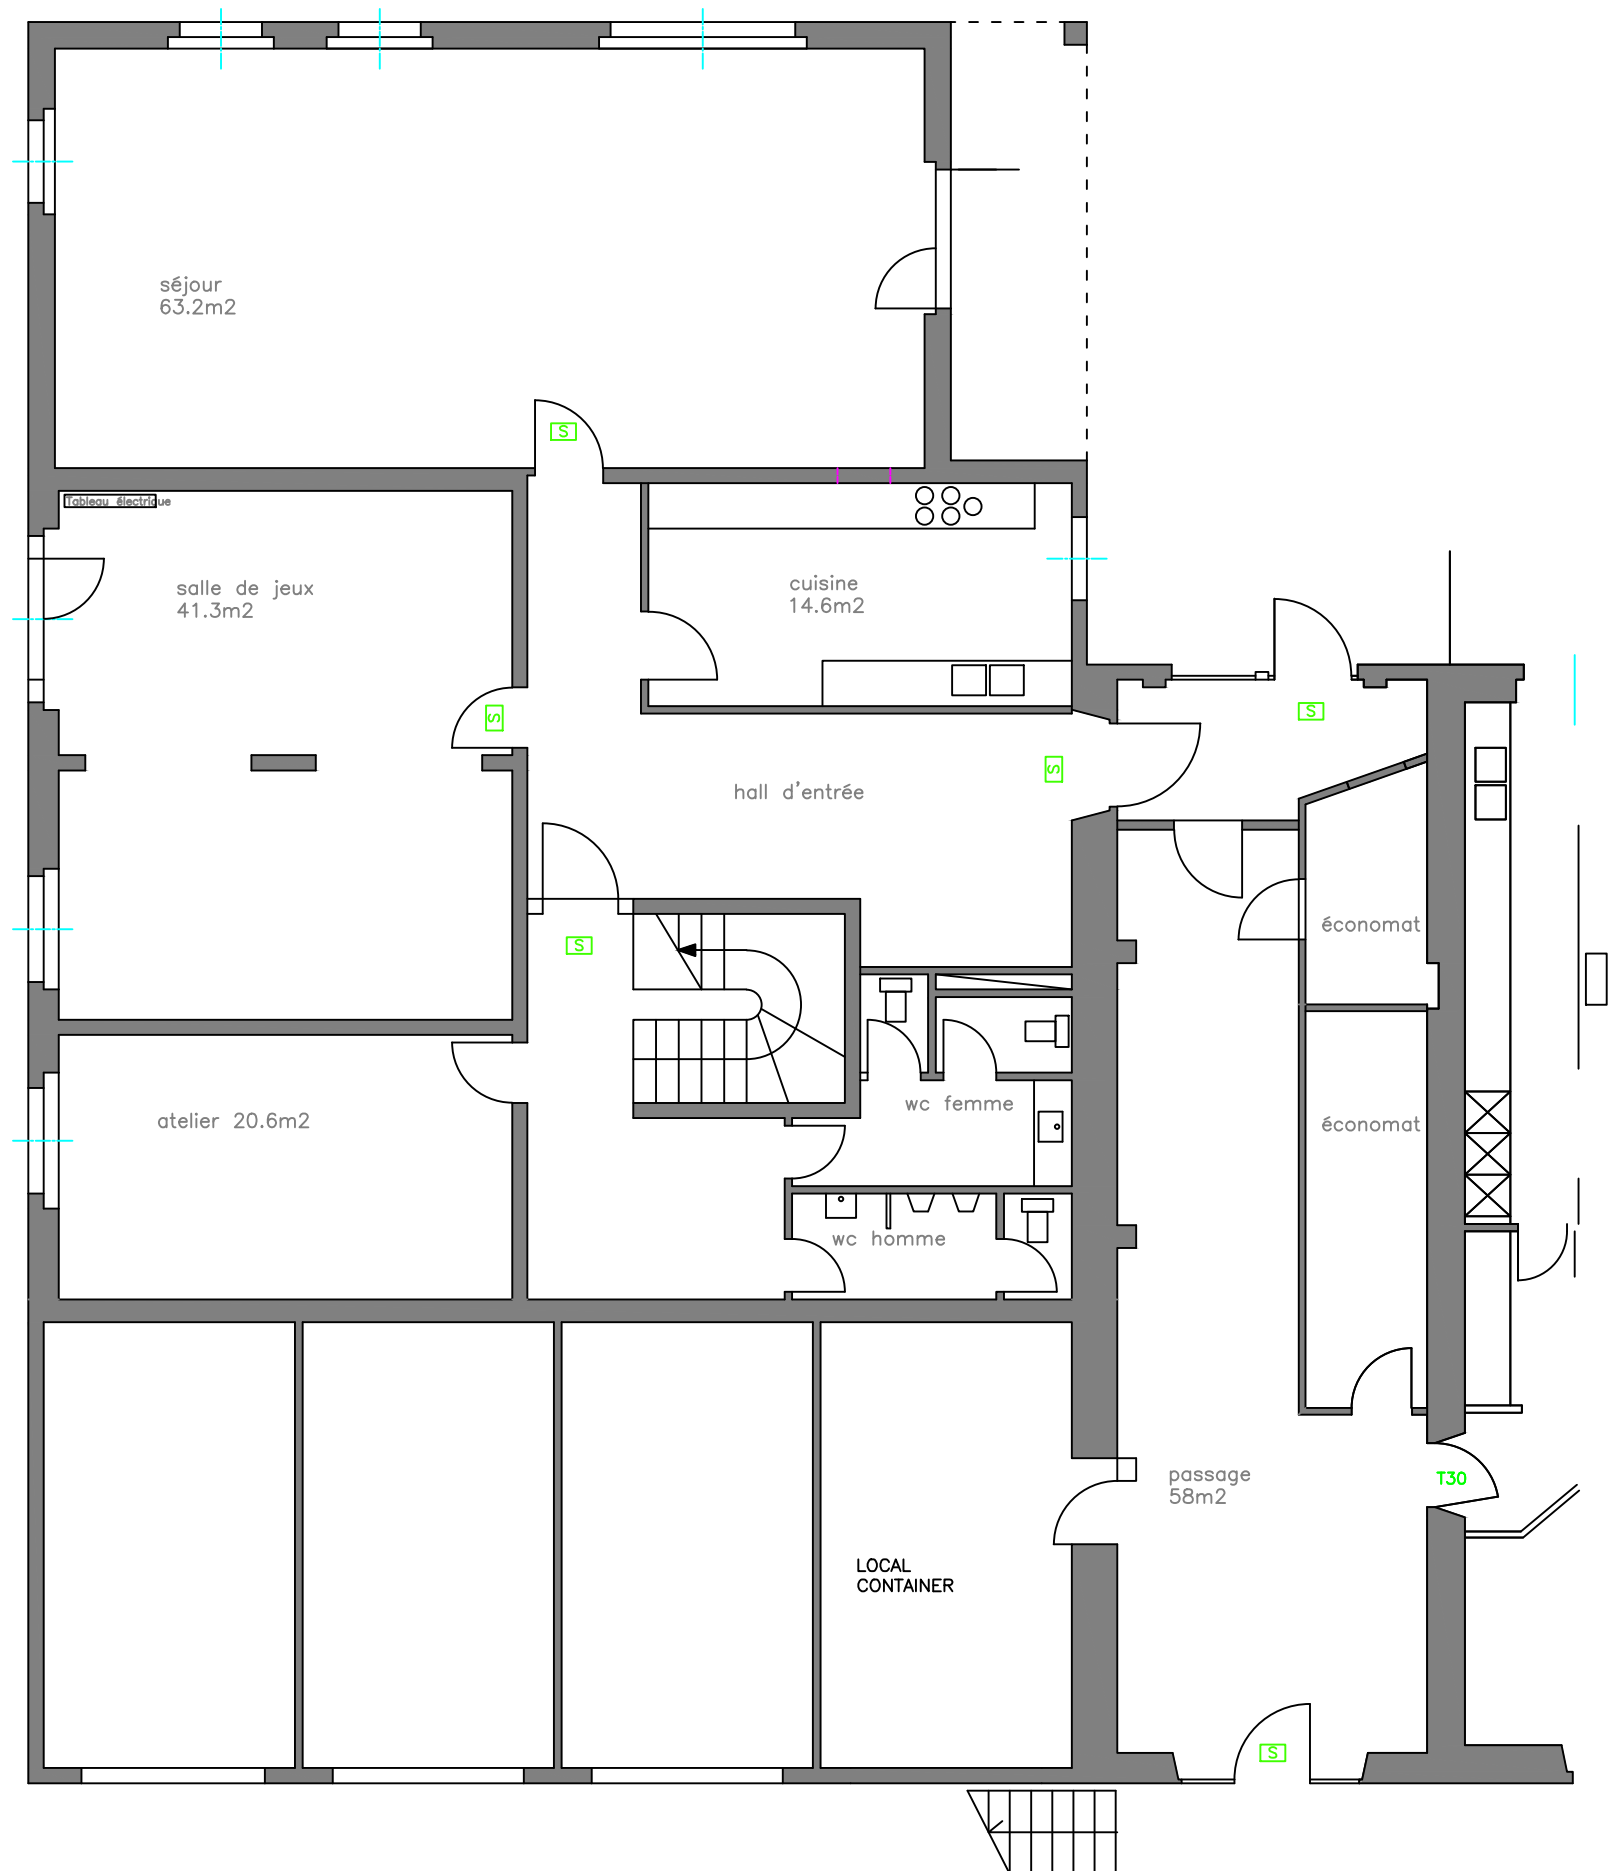 séjour
63.2m2
S
Tableau électrique
salle de jeux
41.3m2
cuisine
14.6m2
S
S
S
hall d'entrée
économat
S
wc femme
atelier 20.6m2
économat
wc homme
passage
58m2
T30
LOCAL
CONTAINER
S